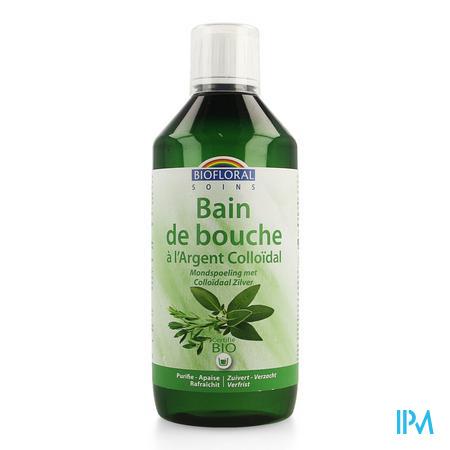 BIOFLORAL
SOINS
Bain
de bouche
à l'Argent Colloïdal
Mondspoeling met
Colloïdaal Zilver
certifié
BIO
Purifie - Apaise | Zuivert - Verzacht
Rafraîchit | Verfrist
IPM